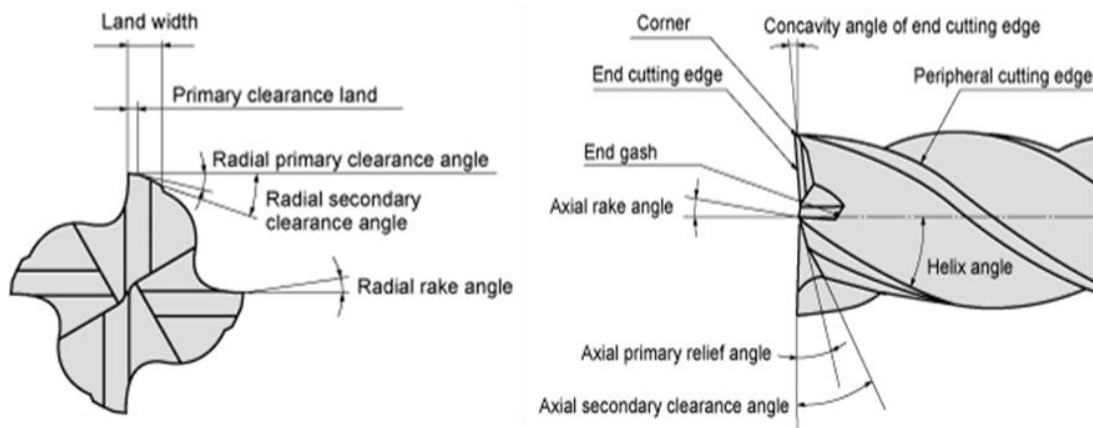 Land width
Primary clearance land
Radial primary clearance angle
Radial secondary
clearance angle
Radial rake angle
Corner
Concavity angle of end cutting edge
End cutting edge
Peripheral cutting edge
End gash
Axial rake angle
Helix angle
Axial primary relief angle
Axial secondary clearance angle